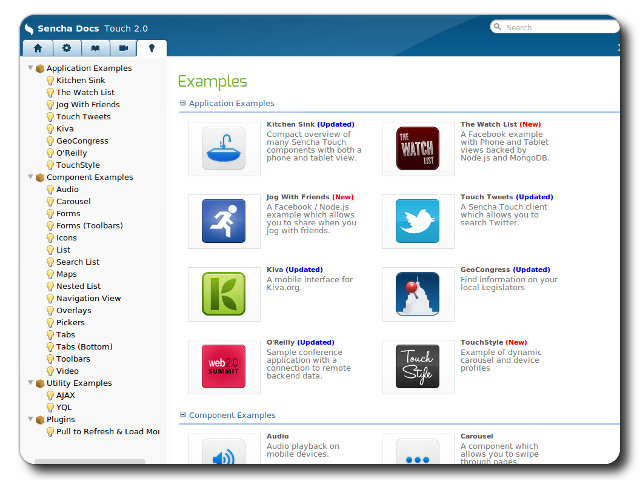 Sencha Docs Touch 2.0
Search
Application Examples
Kitchen Sink
The Watch List
Jog With Friends
Touch Tweets
Kiva
GeoCongress
O'Reilly
TouchStyle
Component Examples
Audio
Carousel
Forms
Forms (Toolbars)
Icons
List
Search List
Maps
Nested List
Navigation View
Overlays
Pickers
Tabs
Tabs (Bottom)
Toolbars
Video
Utility Examples
AJAX
YQL
Plugins
Pull to Refresh & Load Mor
Examples
Application Examples
Kitchen Sink (Updated)
Compact overview of
many Sencha Touch
components with both a
phone and tablet view.
THE
WATCH
LIST
The Watch List (New)
A Facebook example
with Phone and Tablet
views backed by
Node.js and MongoDB.
Jog With Friends (New)
A Facebook / Node.js
example which allows
you to share when you
jog with friends.
Touch Tweets (Updated)
A Sencha Touch client
which allows you to
search Twitter.
K
Kiva (Updated)
A mobile interface for
Kiva.org.
GeoCongress (Updated)
Find information on your
local Legislators
web2.0
SUMMIT
O'Reilly (Updated)
Sample conference
application with a
connection to remote
backend data.
Touch
Style
TouchStyle (New)
Example of dynamic
carousel and device
profiles
Component Examples
Audio
Audio playback on
mobile devices.
Carousel
A component which
allows you to swipe
through pages.